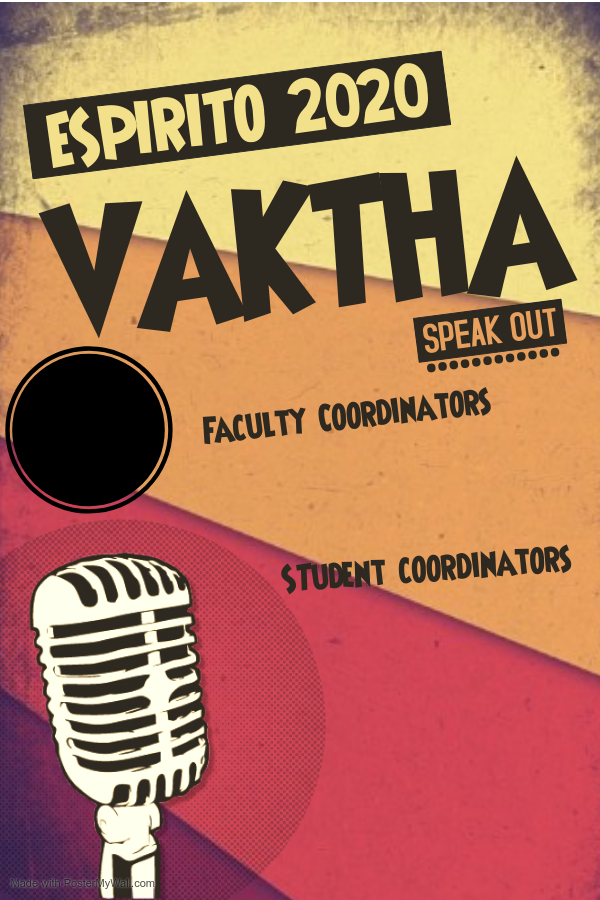 ESPIRITO 2020
VAKTHA
SPEAK OUT
FACULTY COORDINATORS
STUDENT COORDINATORS
Made with PosterMyWall.com